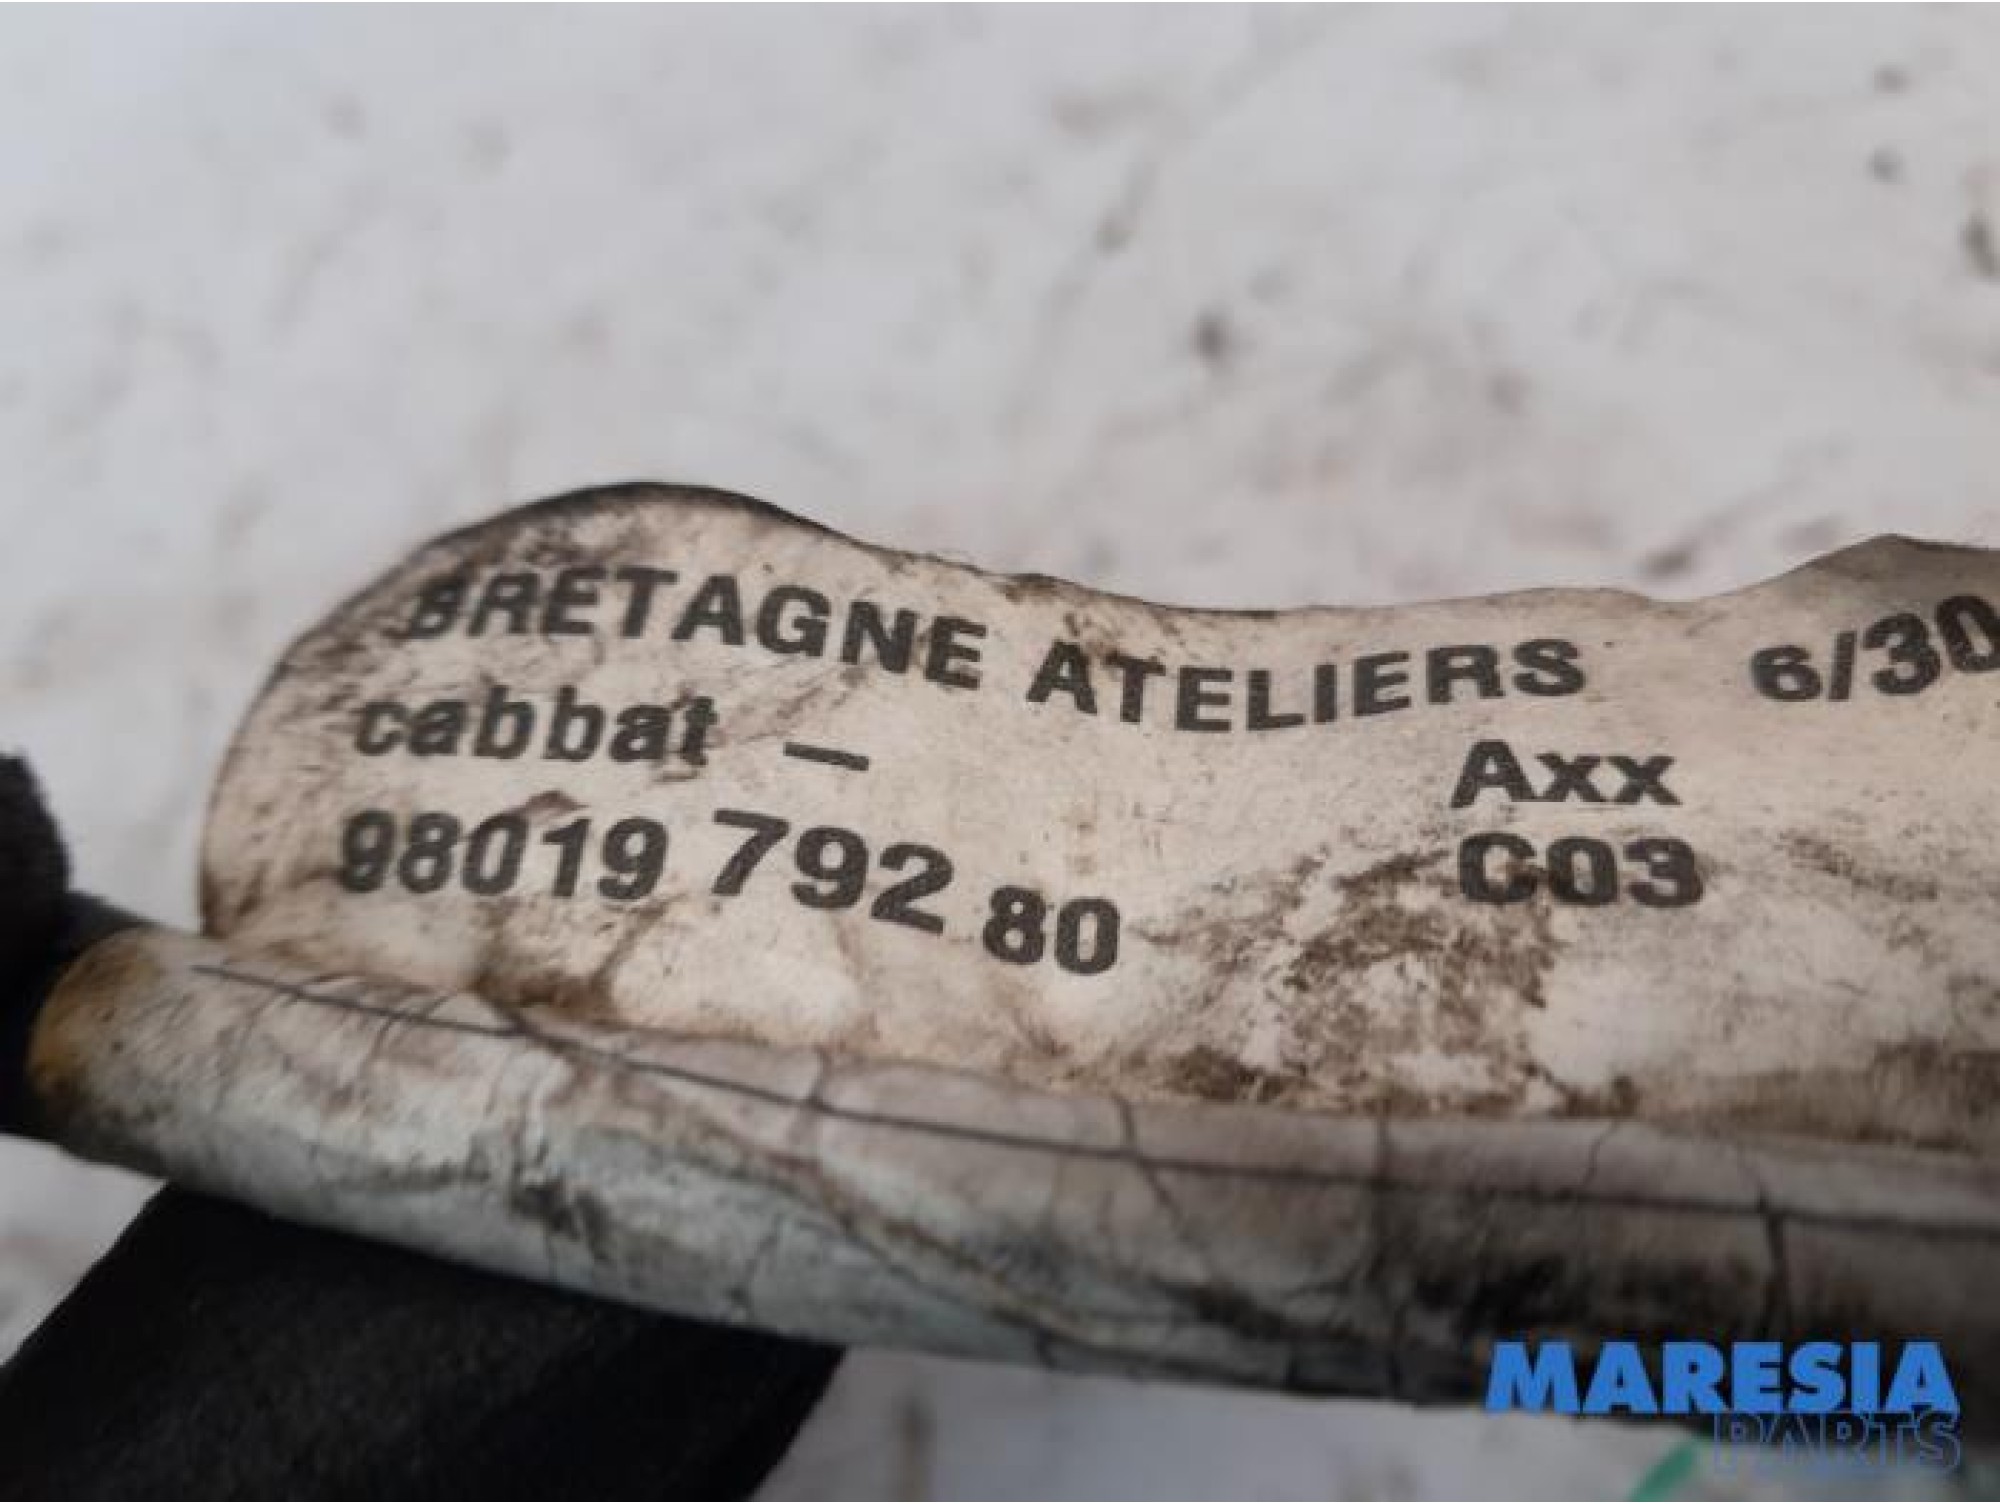 BRETAGNE ATELIERS 6/30
cabbat – Axx
98019 792 80 C03
MARESIA
PARTS